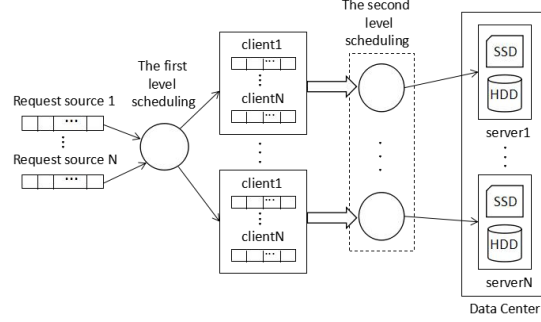 The first
level
scheduling
Request source 1
...
Request source N
client1
...
clientN
...
client1
...
clientN
...
The second
level
scheduling
SSD
HDD
server1
SSD
HDD
serverN
Data Center